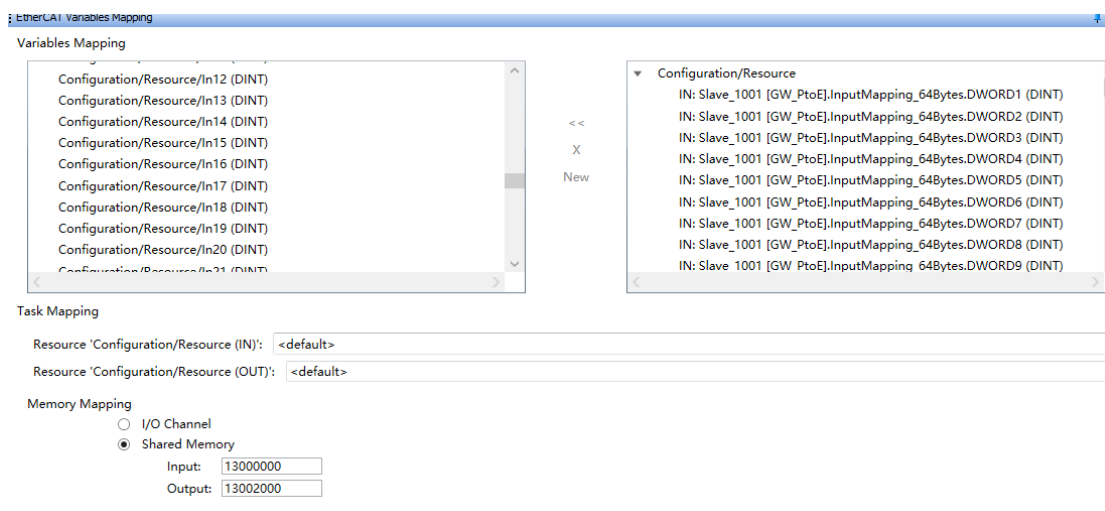 EtherCAT Variables Mapping
Variables Mapping
Configuration/Resource/In12 (DINT)
Configuration/Resource/In13 (DINT)
Configuration/Resource/In14 (DINT)
Configuration/Resource/In15 (DINT)
Configuration/Resource/In16 (DINT)
Configuration/Resource/In17 (DINT)
Configuration/Resource/In18 (DINT)
Configuration/Resource/In19 (DINT)
Configuration/Resource/In20 (DINT)
Configuration/Resource/In21 (DINT)
<<
X
New
Configuration/Resource
IN: Slave_1001 [GW_PtoE].InputMapping_64Bytes.DWORD1 (DINT)
IN: Slave_1001 [GW_PtoE].InputMapping_64Bytes.DWORD2 (DINT)
IN: Slave_1001 [GW_PtoE].InputMapping_64Bytes.DWORD3 (DINT)
IN: Slave_1001 [GW_PtoE].InputMapping_64Bytes.DWORD4 (DINT)
IN: Slave_1001 [GW_PtoE].InputMapping_64Bytes.DWORD5 (DINT)
IN: Slave_1001 [GW_PtoE].InputMapping_64Bytes.DWORD6 (DINT)
IN: Slave_1001 [GW_PtoE].InputMapping_64Bytes.DWORD7 (DINT)
IN: Slave_1001 [GW_PtoE].InputMapping_64Bytes.DWORD8 (DINT)
IN: Slave_1001 [GW_PtoE].InputMapping_64Bytes.DWORD9 (DINT)
Task Mapping
Resource 'Configuration/Resource (IN)': <default>
Resource 'Configuration/Resource (OUT)': <default>
Memory Mapping
I/O Channel
Shared Memory
Input: 13000000
Output: 13002000